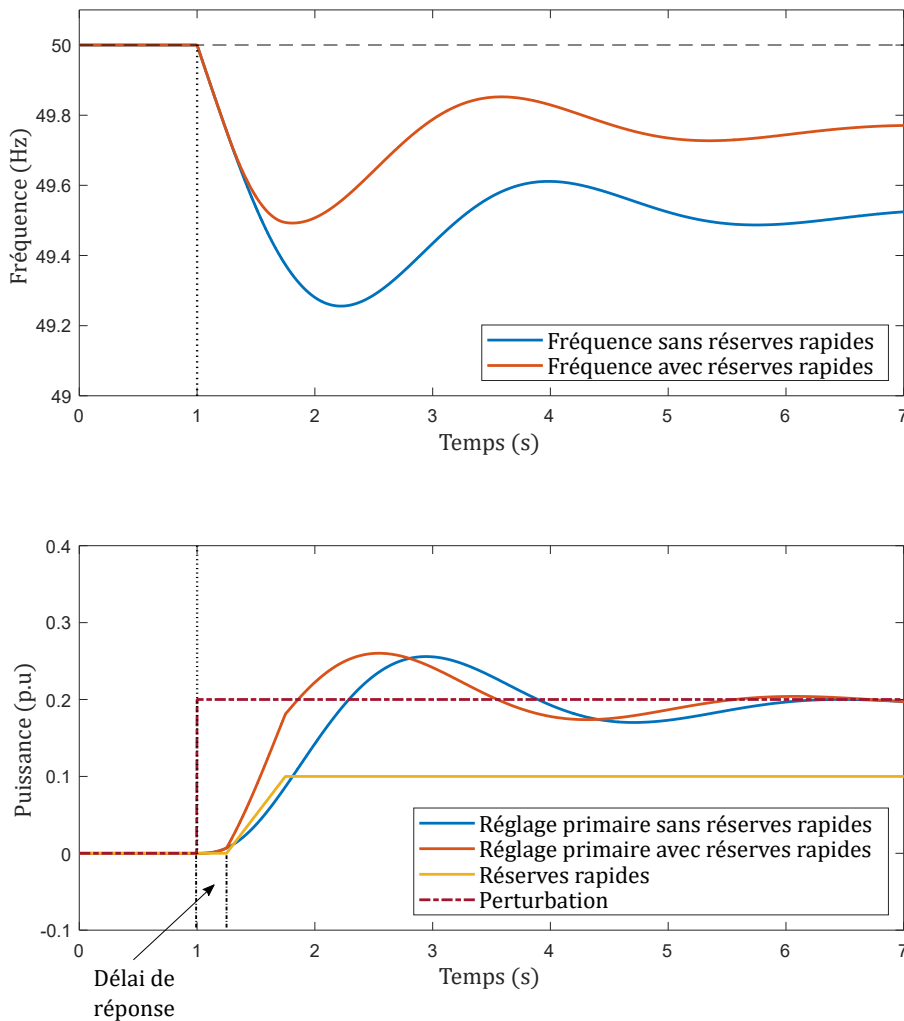 50
49.8
49.6
49.4
49.2
49
Fréquence (Hz)
Fréquence sans réserves rapides
Fréquence avec réserves rapides
0 1 2 3 4 5 6 7
Temps (s)
0.4
0.3
0.2
0.1
0
-0.1
Puissance (p.u)
Réglage primaire sans réserves rapides
Réglage primaire avec réserves rapides
Réserves rapides
Perturbation
0 1 2 3 4 5 6 7
Temps (s)
Délai de
réponse